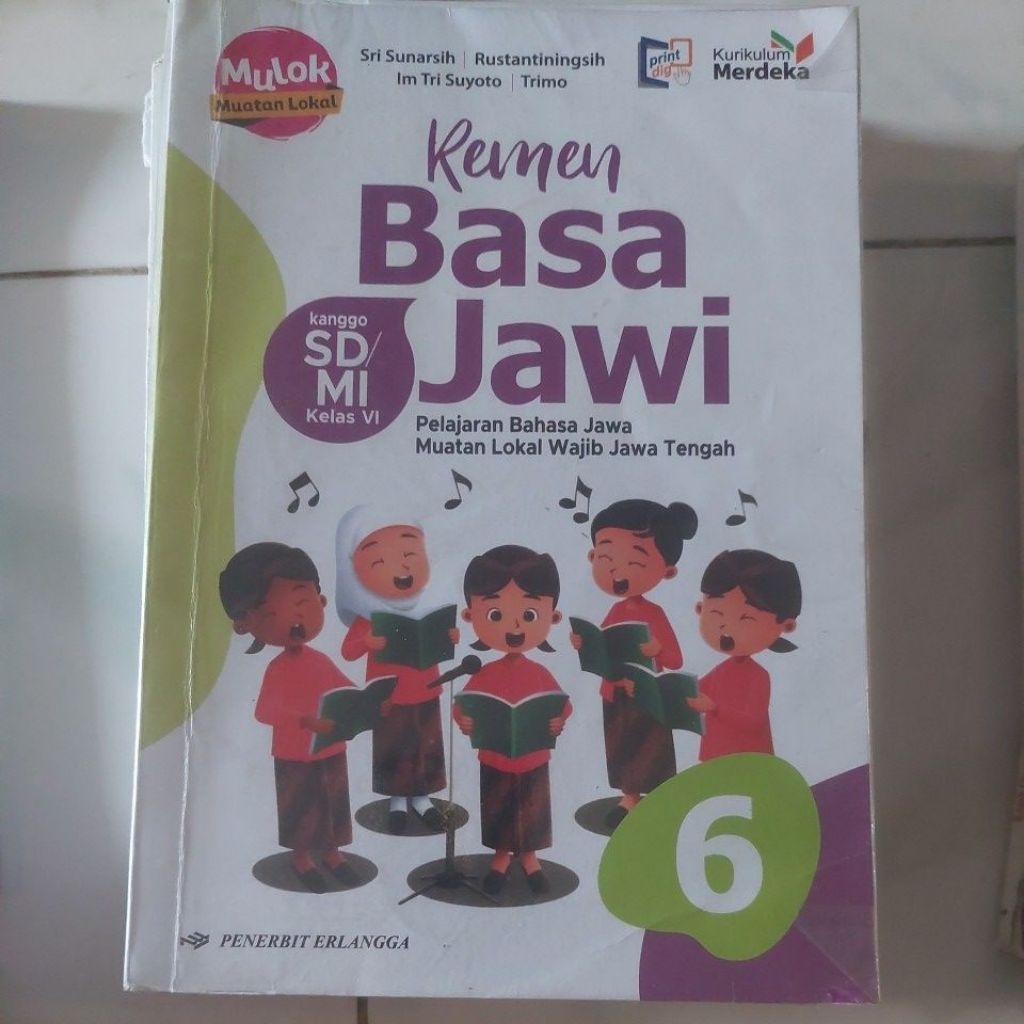 Mulok
Muatan Lokal
Sri Sunarsih | Rustantiningsih
Im Tri Suyoto | Trimo
print
dig
Kurikulum
Merdeka
Remen
Basa
Jawi
kanggo
SD/
MI
Kelas VI
Pelajaran Bahasa Jawa
Muatan Lokal Wajib Jawa Tengah
6
PENERBIT ERLANGGA